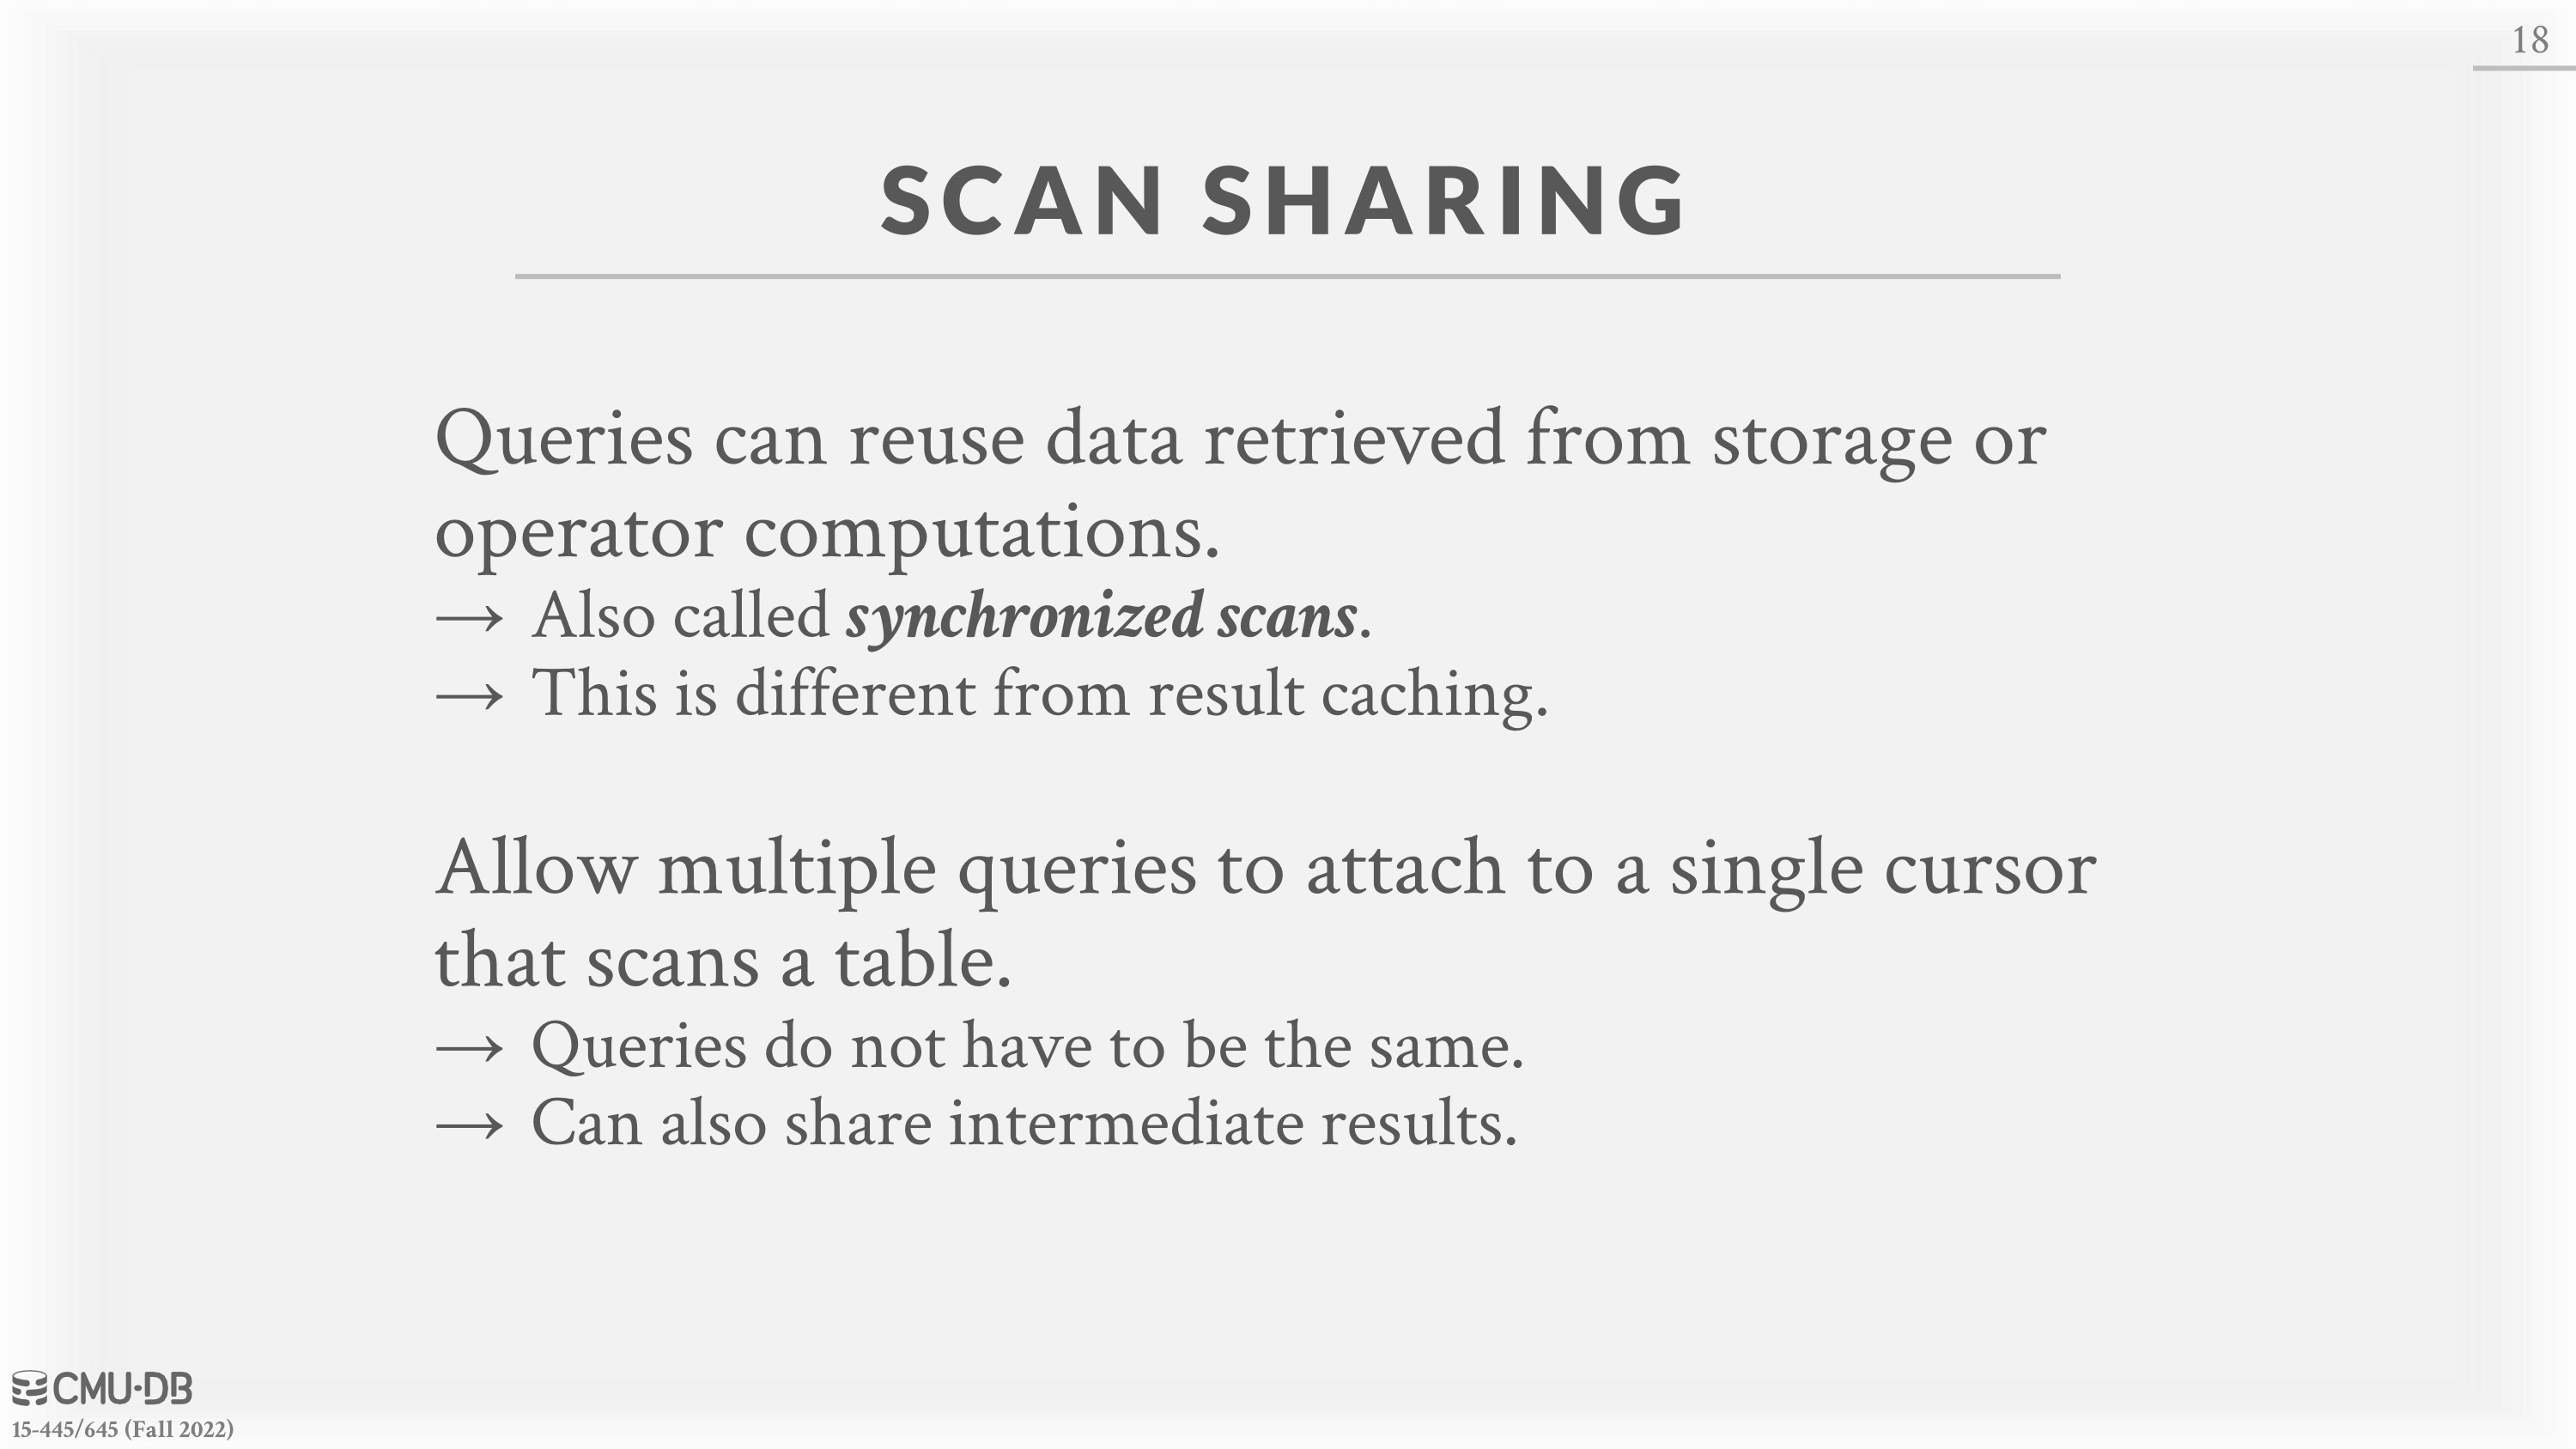 18
SCAN SHARING
Queries can reuse data retrieved from storage or
operator computations.
→ Also called synchronized scans.
→ This is different from result caching.
Allow multiple queries to attach to a single cursor
that scans a table.
→ Queries do not have to be the same.
→ Can also share intermediate results.
CMU·DB
15-445/645 (Fall 2022)